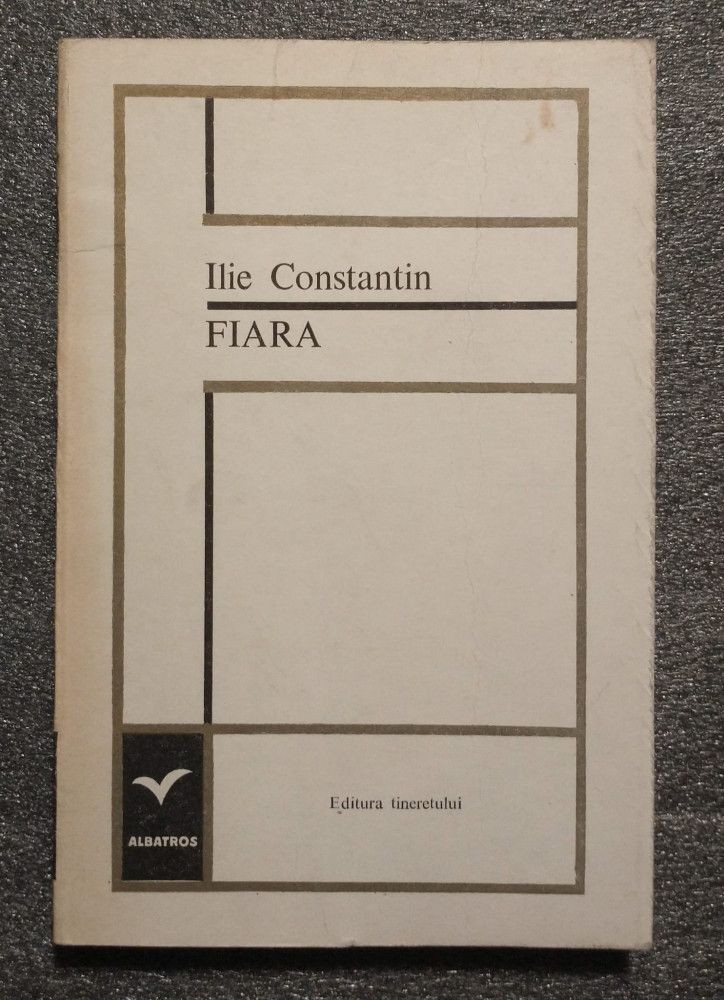 Ilie Constantin
FIARA
ALBATROS
Editura tineretului